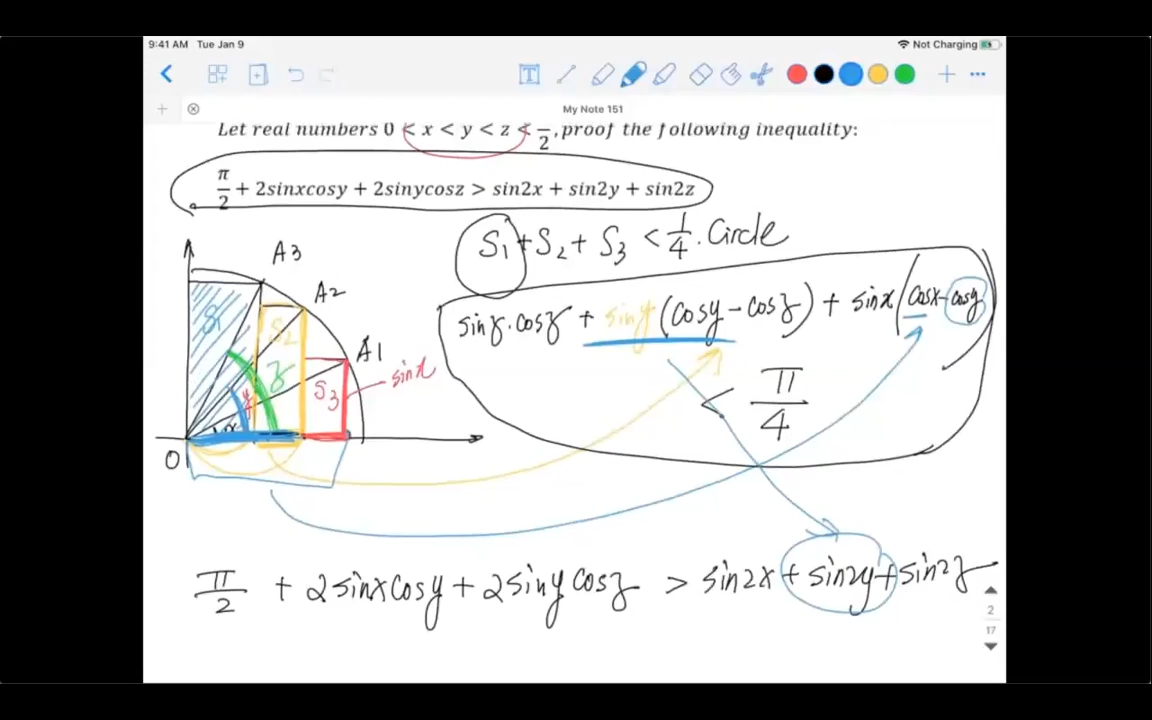 9:41 AM Tue Jan 9
Not Charging
My Note 151
Let real numbers 0 < x < y < z < π/2, proof the following inequality:
π/2 + 2sinxcosy + 2sinycosz > sin2x + sin2y + sin2z
S1 + S2 + S3 < 1/4 . Circle
A3
A2
A1
sinz.cosz + siny (cosy - cosz) + sinx (cosx - cosy)
S1
S2
S3
sinx
x
y
z
< π/4
O
π/2 + 2sinxcosy + 2sinycosz > sin2x + sin2y + sin2z
2
17